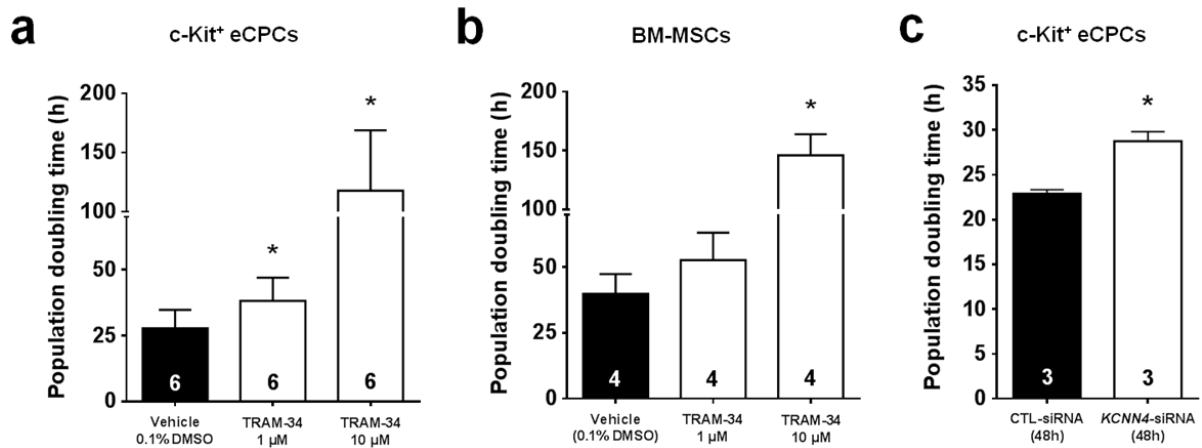 a
c-Kit⁺ eCPCs
Population doubling time (h)
200
150
100
50
25
0
*
*
6
6
6
Vehicle
0.1% DMSO
TRAM-34
1 µM
TRAM-34
10 µM
b
BM-MSCs
Population doubling time (h)
200
150
100
50
25
0
*
4
4
4
Vehicle
(0.1% DMSO)
TRAM-34
1 µM
TRAM-34
10 µM
c
c-Kit⁺ eCPCs
Population doubling time (h)
35
30
25
20
15
10
5
0
*
3
3
CTL-siRNA
(48h)
KCNN4-siRNA
(48h)